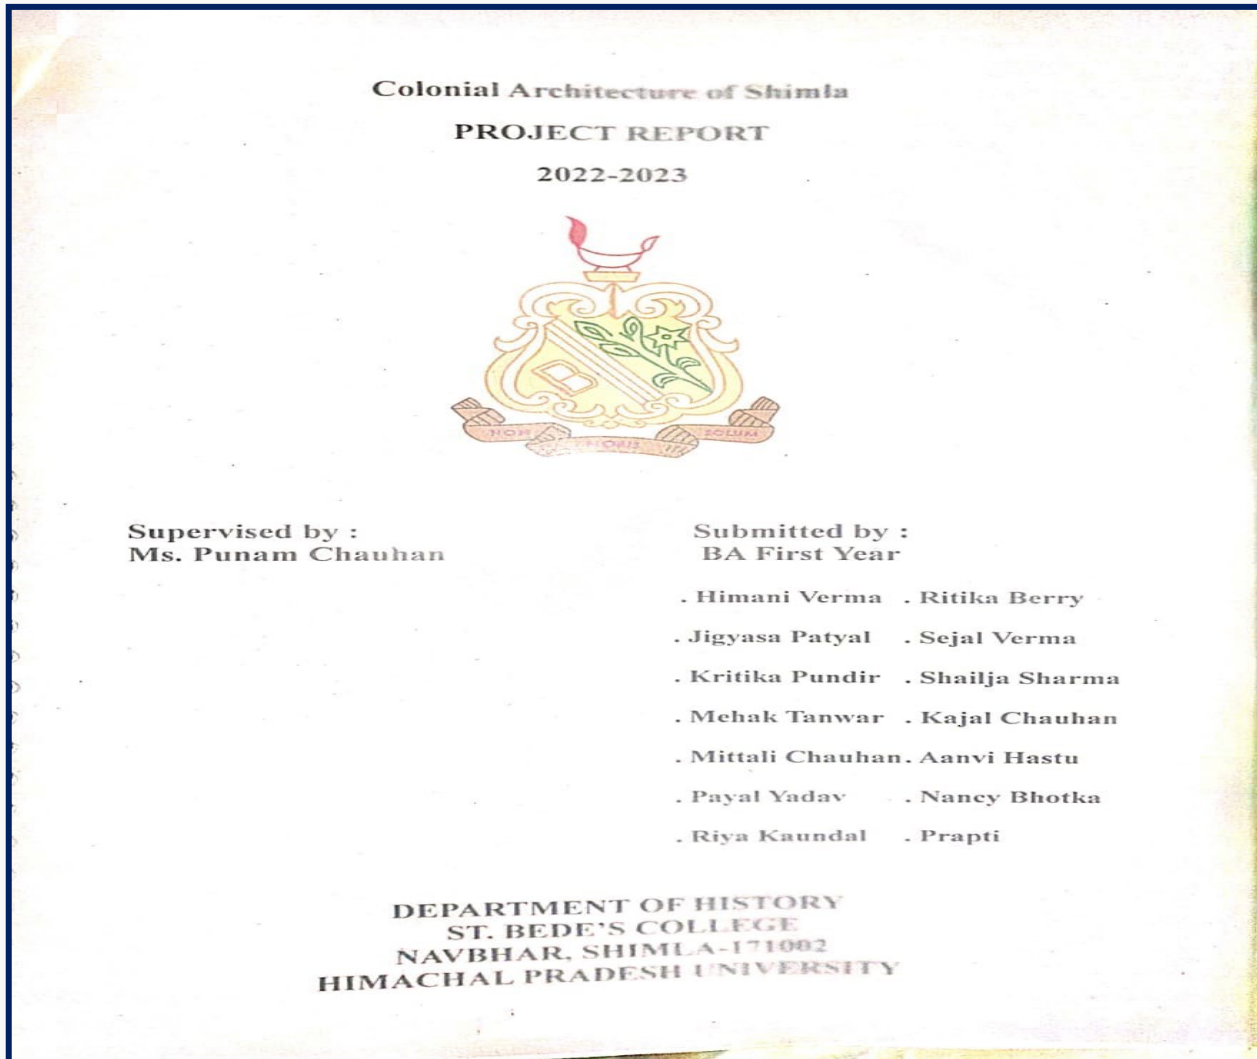 Colonial Architecture of Shimla
PROJECT REPORT
2022-2023
NON NOBIS SOLUM
Supervised by :
Ms. Punam Chauhan
Submitted by :
BA First Year
. Himani Verma . Ritika Berry
. Jigyasa Patyal . Sejal Verma
. Kritika Pundir . Shailja Sharma
. Mehak Tanwar . Kajal Chauhan
. Mittali Chauhan . Aanvi Hastu
. Payal Yadav . Nancy Bhotka
. Riya Kaundal . Prapti
DEPARTMENT OF HISTORY
ST. BEDE'S COLLEGE
NAVBHAR, SHIMLA-171002
HIMACHAL PRADESH UNIVERSITY